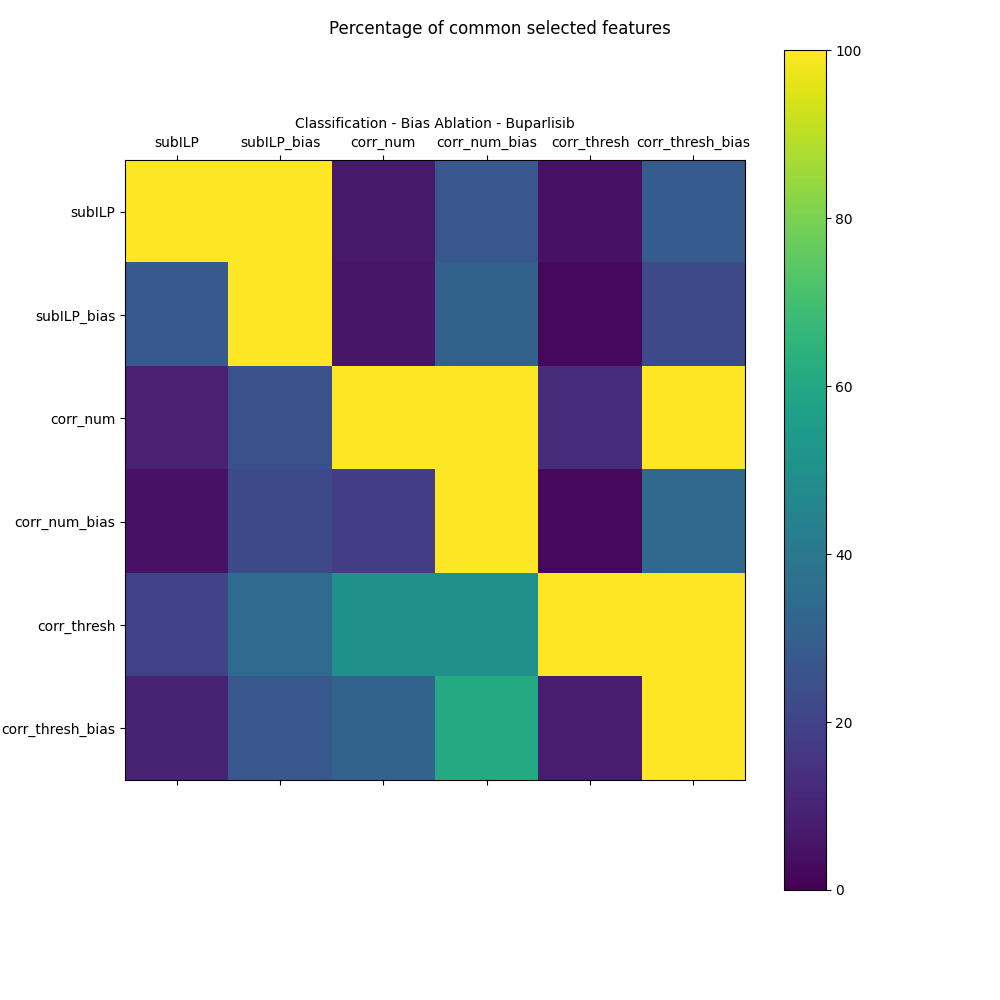 Percentage of common selected features
Classification - Bias Ablation - Buparlisib
subILP subILP_bias corr_num corr_num_bias corr_thresh corr_thresh_bias
subILP
subILP_bias
corr_num
corr_num_bias
corr_thresh
corr_thresh_bias
100
80
60
40
20
0